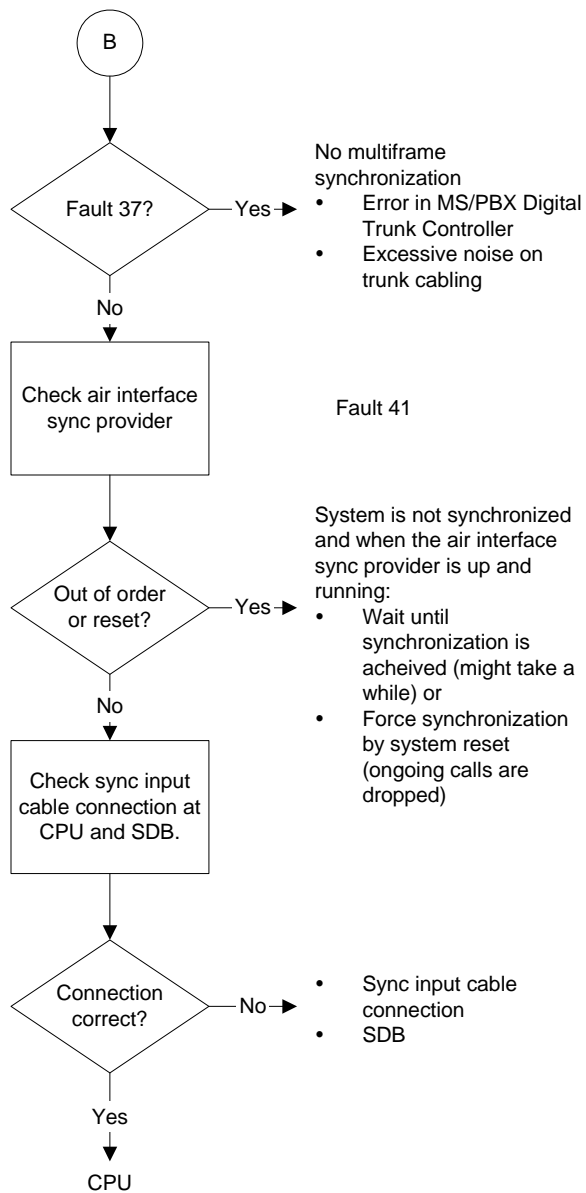 B
Fault 37?
Yes
No multiframe
synchronization
• Error in MS/PBX Digital
Trunk Controller
• Excessive noise on
trunk cabling
No
Check air interface
sync provider
Fault 41
Out of order
or reset?
Yes
System is not synchronized
and when the air interface
sync provider is up and
running:
• Wait until
synchronization is
acheived (might take a
while) or
• Force synchronization
by system reset
(ongoing calls are
dropped)
No
Check sync input
cable connection at
CPU and SDB.
Connection
correct?
No
• Sync input cable
connection
• SDB
Yes
CPU